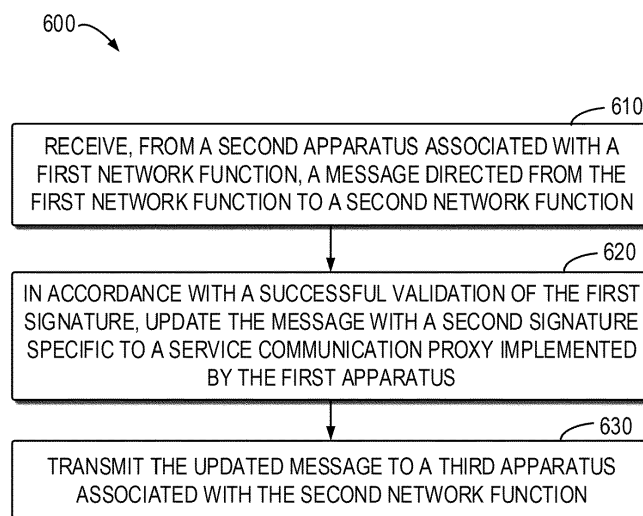 600
610
RECEIVE, FROM A SECOND APPARATUS ASSOCIATED WITH A
FIRST NETWORK FUNCTION, A MESSAGE DIRECTED FROM THE
FIRST NETWORK FUNCTION TO A SECOND NETWORK FUNCTION
620
IN ACCORDANCE WITH A SUCCESSFUL VALIDATION OF THE FIRST
SIGNATURE, UPDATE THE MESSAGE WITH A SECOND SIGNATURE
SPECIFIC TO A SERVICE COMMUNICATION PROXY IMPLEMENTED
BY THE FIRST APPARATUS
630
TRANSMIT THE UPDATED MESSAGE TO A THIRD APPARATUS
ASSOCIATED WITH THE SECOND NETWORK FUNCTION